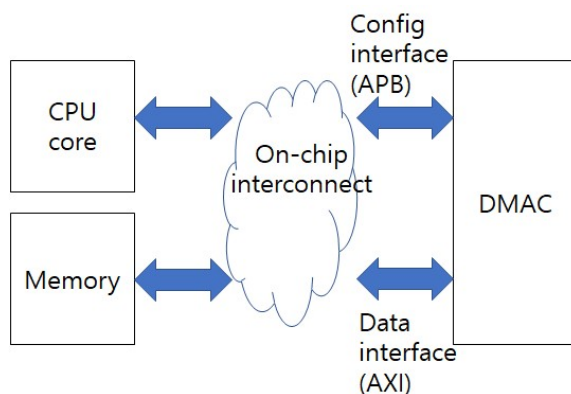 Config
interface
(APB)
CPU
core
On-chip
interconnect
DMAC
Memory
Data
interface
(AXI)